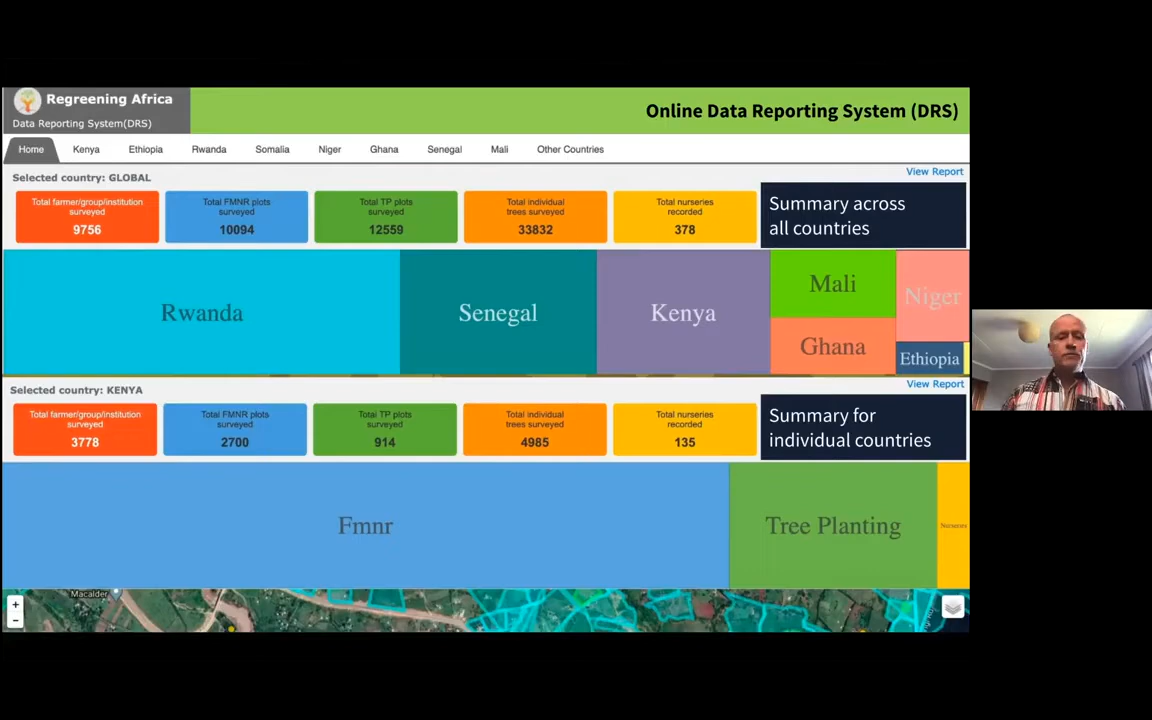 Regreening Africa
Data Reporting System(DRS)
Online Data Reporting System (DRS)
Home Kenya Ethiopia Rwanda Somalia Niger Ghana Senegal Mali Other Countries
Selected country: GLOBAL
View Report
Total farmer/group/institution
surveyed
9756
Total FMNR plots
surveyed
10094
Total TP plots
surveyed
12559
Total individual
trees surveyed
33832
Total nurseries
recorded
378
Summary across
all countries
Rwanda
Senegal
Kenya
Mali
Ghana
Niger
Ethiopia
Selected country: KENYA
View Report
Total farmer/group/institution
surveyed
3778
Total FMNR plots
surveyed
2700
Total TP plots
surveyed
914
Total individual
trees surveyed
4985
Total nurseries
recorded
135
Summary for
individual countries
Fmnr
Tree Planting
Nurseries
Macalder
+
-